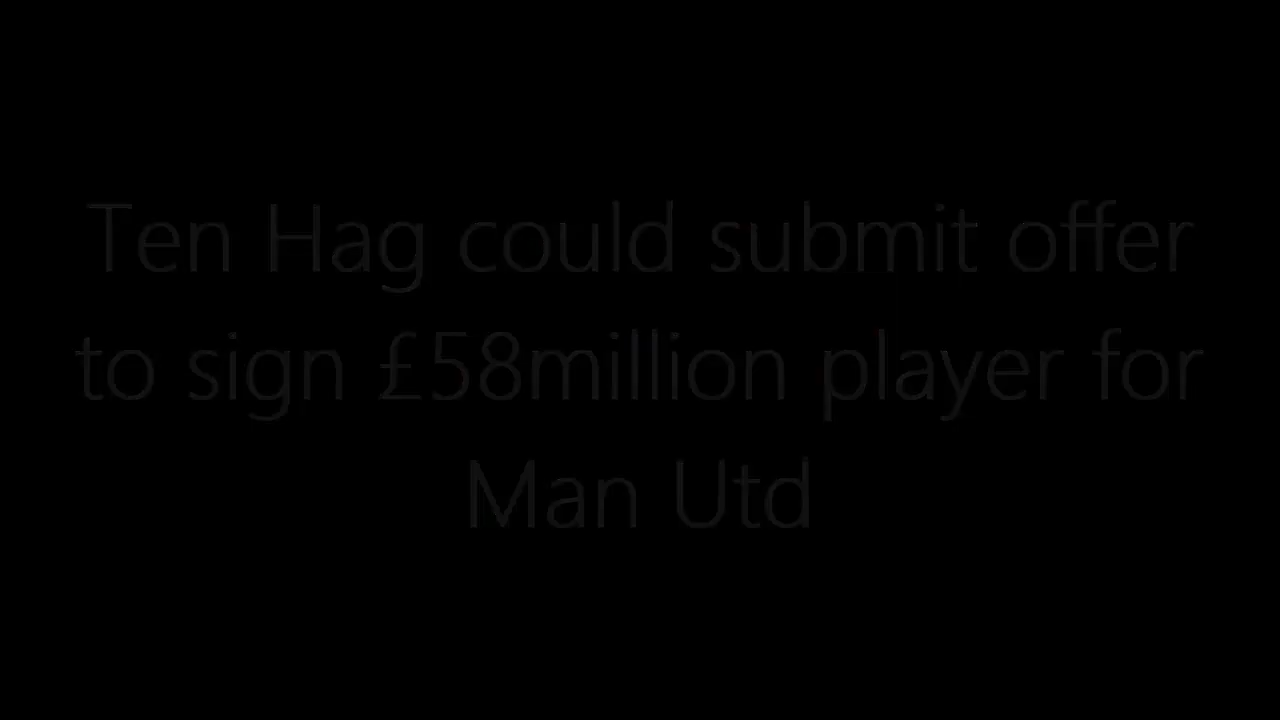 Ten Hag could submit offer
to sign £58million player for
Man Utd